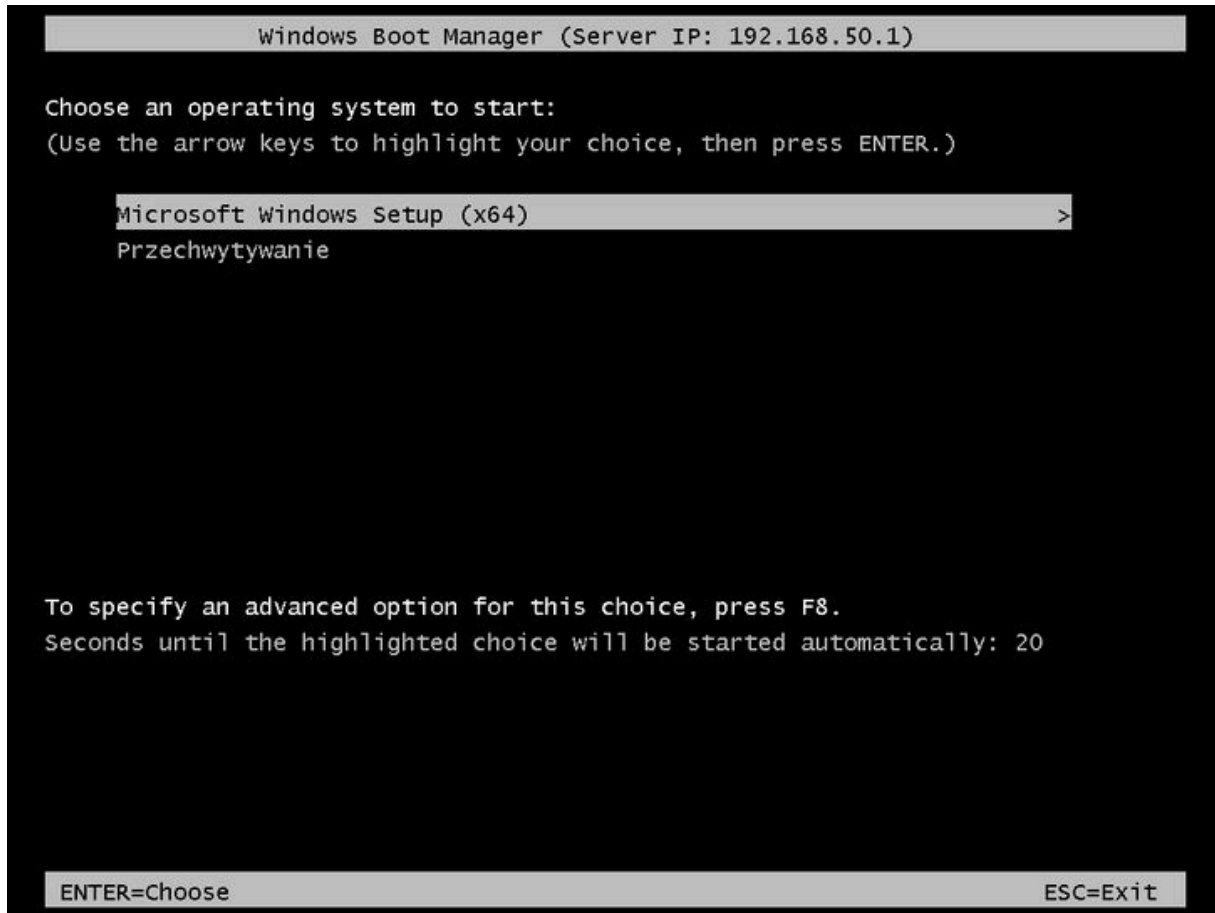 Windows Boot Manager (Server IP: 192.168.50.1)
Choose an operating system to start:
(Use the arrow keys to highlight your choice, then press ENTER.)
Microsoft Windows Setup (x64) >
Przechwytywanie
To specify an advanced option for this choice, press F8.
Seconds until the highlighted choice will be started automatically: 20
ENTER=Choose ESC=Exit